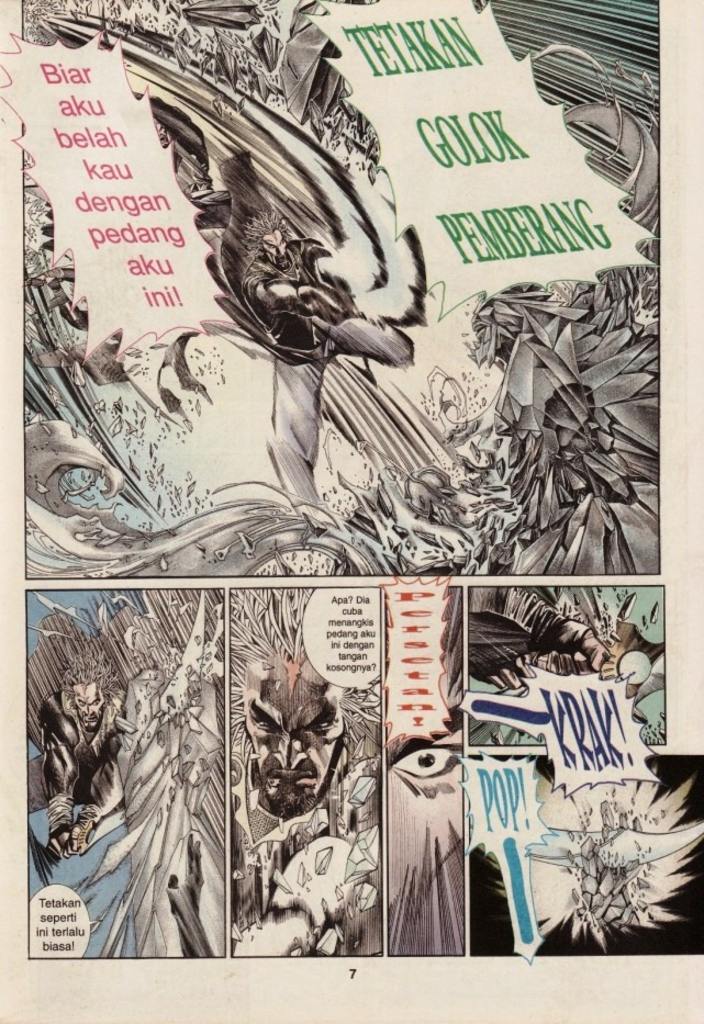 Biar
aku
belah
kau
dengan
pedang
aku
ini!
TETAKAN
GOLOK
PEMBERANG
Tetakan
seperti
ini terlalu
biasa!
Apa? Dia
cuba
menangkis
pedang aku
ini dengan
tangan
kosongnya?
Persetan!
KRAK!
POP!
7